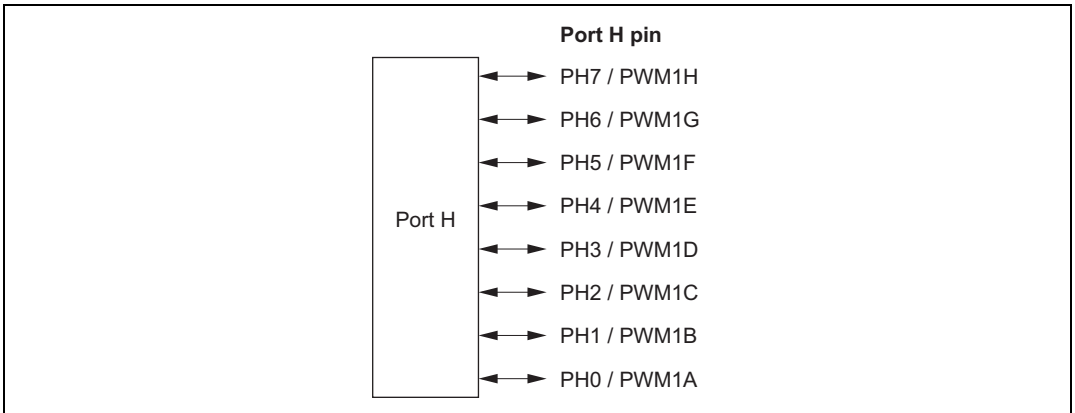 Port H pin
PH7 / PWM1H
PH6 / PWM1G
PH5 / PWM1F
PH4 / PWM1E
Port H
PH3 / PWM1D
PH2 / PWM1C
PH1 / PWM1B
PH0 / PWM1A